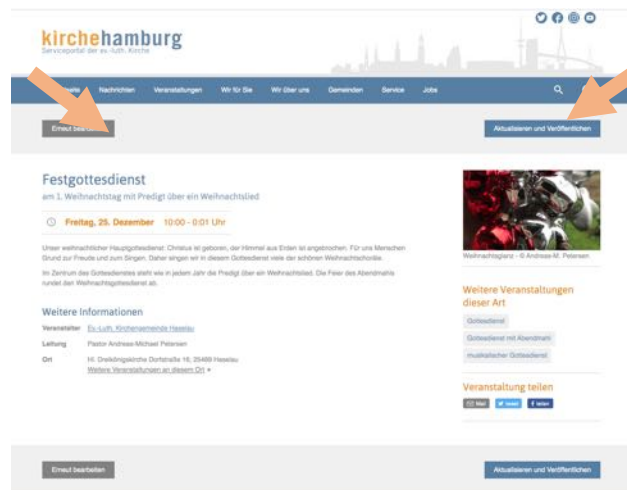 kirchehamburg
Serviceportal der ev.-luth. Kirche
Nachrichten Veranstaltungen Wir für Sie Wir über uns Gemeinden Service Jobs
Erneut
Aktualisieren und Veröffentlichen
Festgottesdienst
am 1. Weihnachtstag mit Predigt über ein Weihnachtslied
Freitag, 25. Dezember 10:00 - 0:01 Uhr
Unser weihnachtlicher Hauptgottesdienst: Christus ist geboren, der Himmel aus Erden ist angebrochen. Für uns Menschen
Grund zur Freude und zum Singen. Daher singen wir in diesem Gottesdienst viele der schönen Weihnachtschoräle.
Im Zentrum des Gottesdienstes steht wie in jedem Jahr die Predigt über ein Weihnachtslied. Die Feier des Abendmahls
rundet den Weihnachtsgottesdienst ab.
Weitere Informationen
Veranstalter Ev.-Luth. Kirchengemeinde Haselau
Leitung Pastor Andreas-Michael Petersen
Ort Hl. Dreikönigskirche Dorfstraße 16, 25489 Haselau
Weitere Veranstaltungen an diesem Ort »
Weihnachtsglanz - © Andreas-M. Petersen
Weitere Veranstaltungen
dieser Art
Gottesdienst
Gottesdienst mit Abendmahl
musikalischer Gottesdienst
Veranstaltung teilen
Mail tweet teilen
Erneut bearbeiten
Aktualisieren und Veröffentlichen